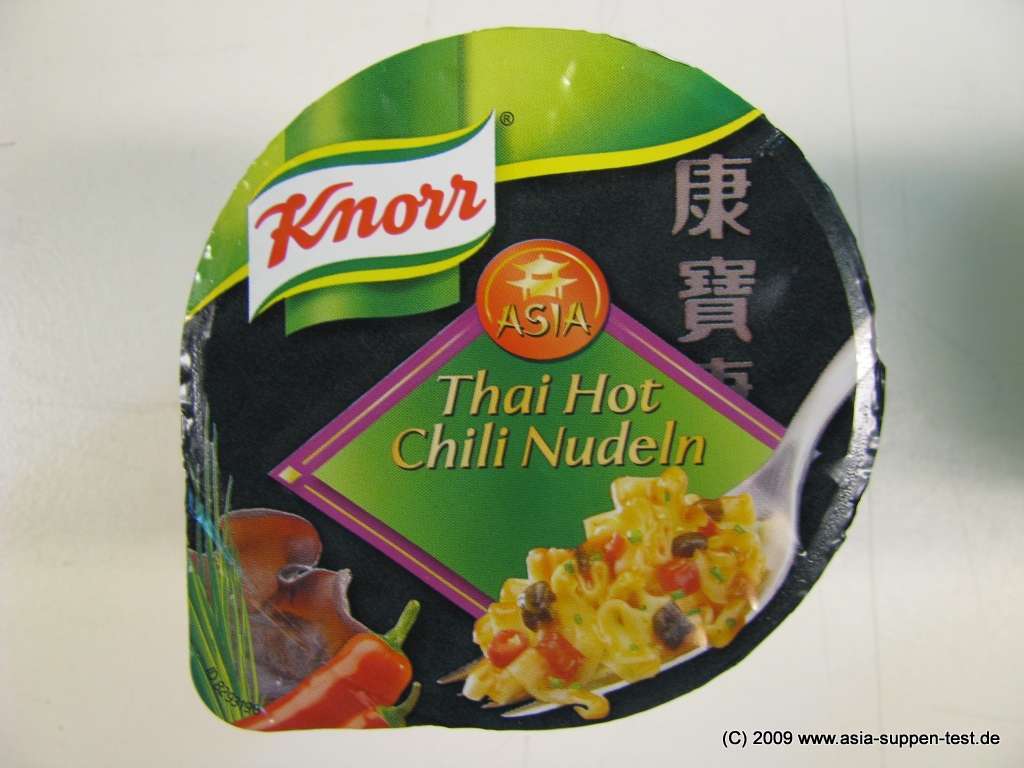 Knorr®
康
寶
ASIA
Thai Hot
Chili Nudeln
(C) 2009 www.asia-suppen-test.de